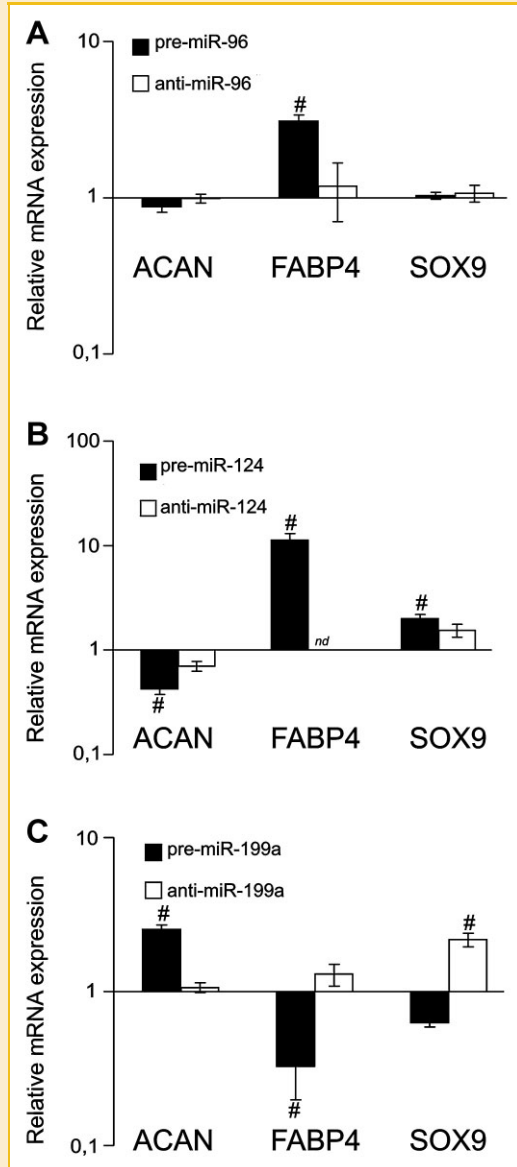 A
Relative mRNA expression
10
1
0,1
pre-miR-96
anti-miR-96
#
ACAN FABP4 SOX9
B
Relative mRNA expression
100
10
1
0,1
pre-miR-124
anti-miR-124
#
#
nd
#
ACAN FABP4 SOX9
C
Relative mRNA expression
10
1
0,1
pre-miR-199a
anti-miR-199a
#
#
#
ACAN FABP4 SOX9